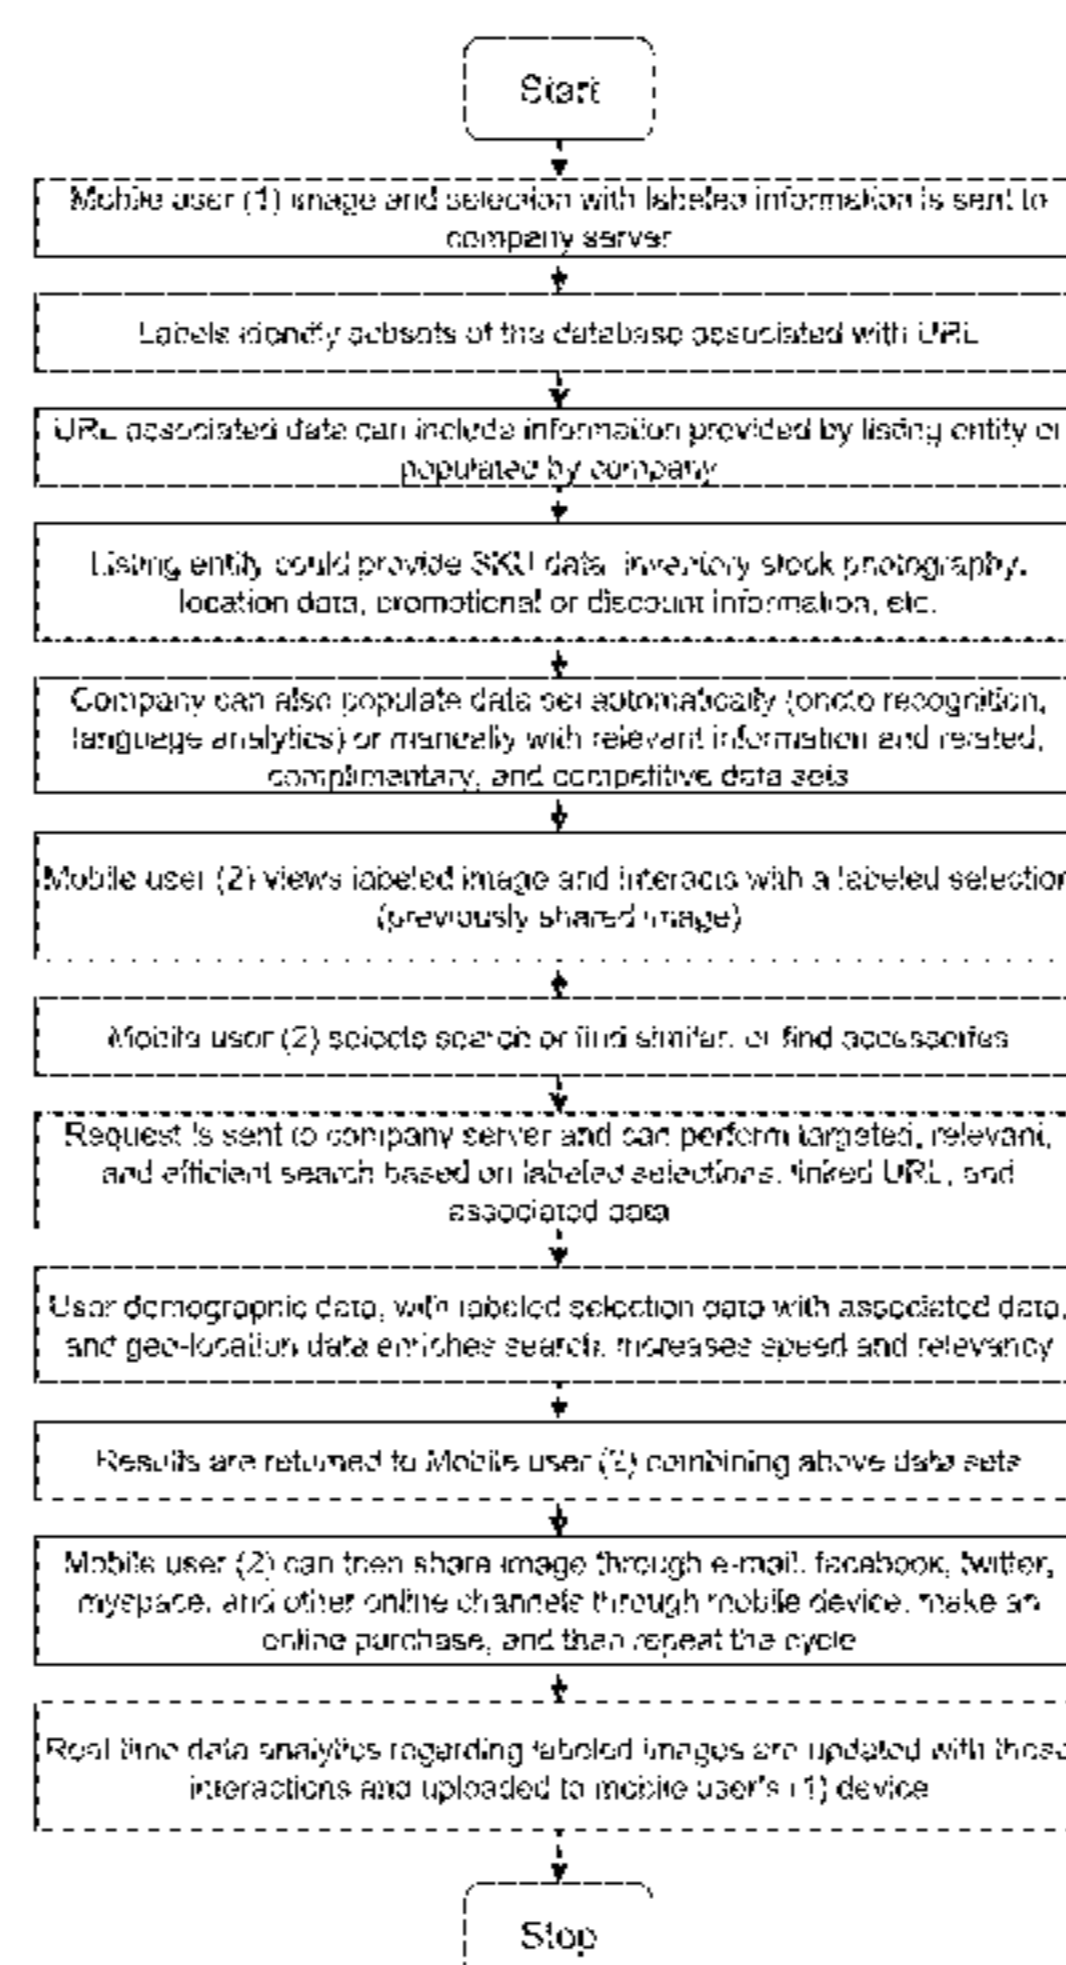 Start
Mobile user (1) image and selection with labeled information is sent to
company server
Labels identify subsets of the database associated with URL
URL associated data can include information provided by listing entity or
populated by company
Listing entity could provide SKU data, inventory stock photography,
location data, promotional or discount information, etc.
Company can also populate data set automatically (photo recognition,
language analytics) or manually with relevant information and related,
complimentary, and competitive data sets
Mobile user (2) views labeled image and interacts with a labeled selection
(previously shared image)
Mobile user (2) selects search or find similar, or find accessories
Request is sent to company server and can perform targeted, relevant,
and efficient search based on labeled selections, linked URL, and
associated data
User demographic data, with labeled selection data with associated data,
and geo-location data enriches search, increases speed and relevancy
Results are returned to Mobile user (2) combining above data sets
Mobile user (2) can then share image through e-mail, facebook, twitter,
myspace, and other online channels through mobile device, make an
online purchase, and then repeat the cycle
Real time data analytics regarding labeled images are updated with those
interactions and uploaded to mobile user's (1) device
Stop